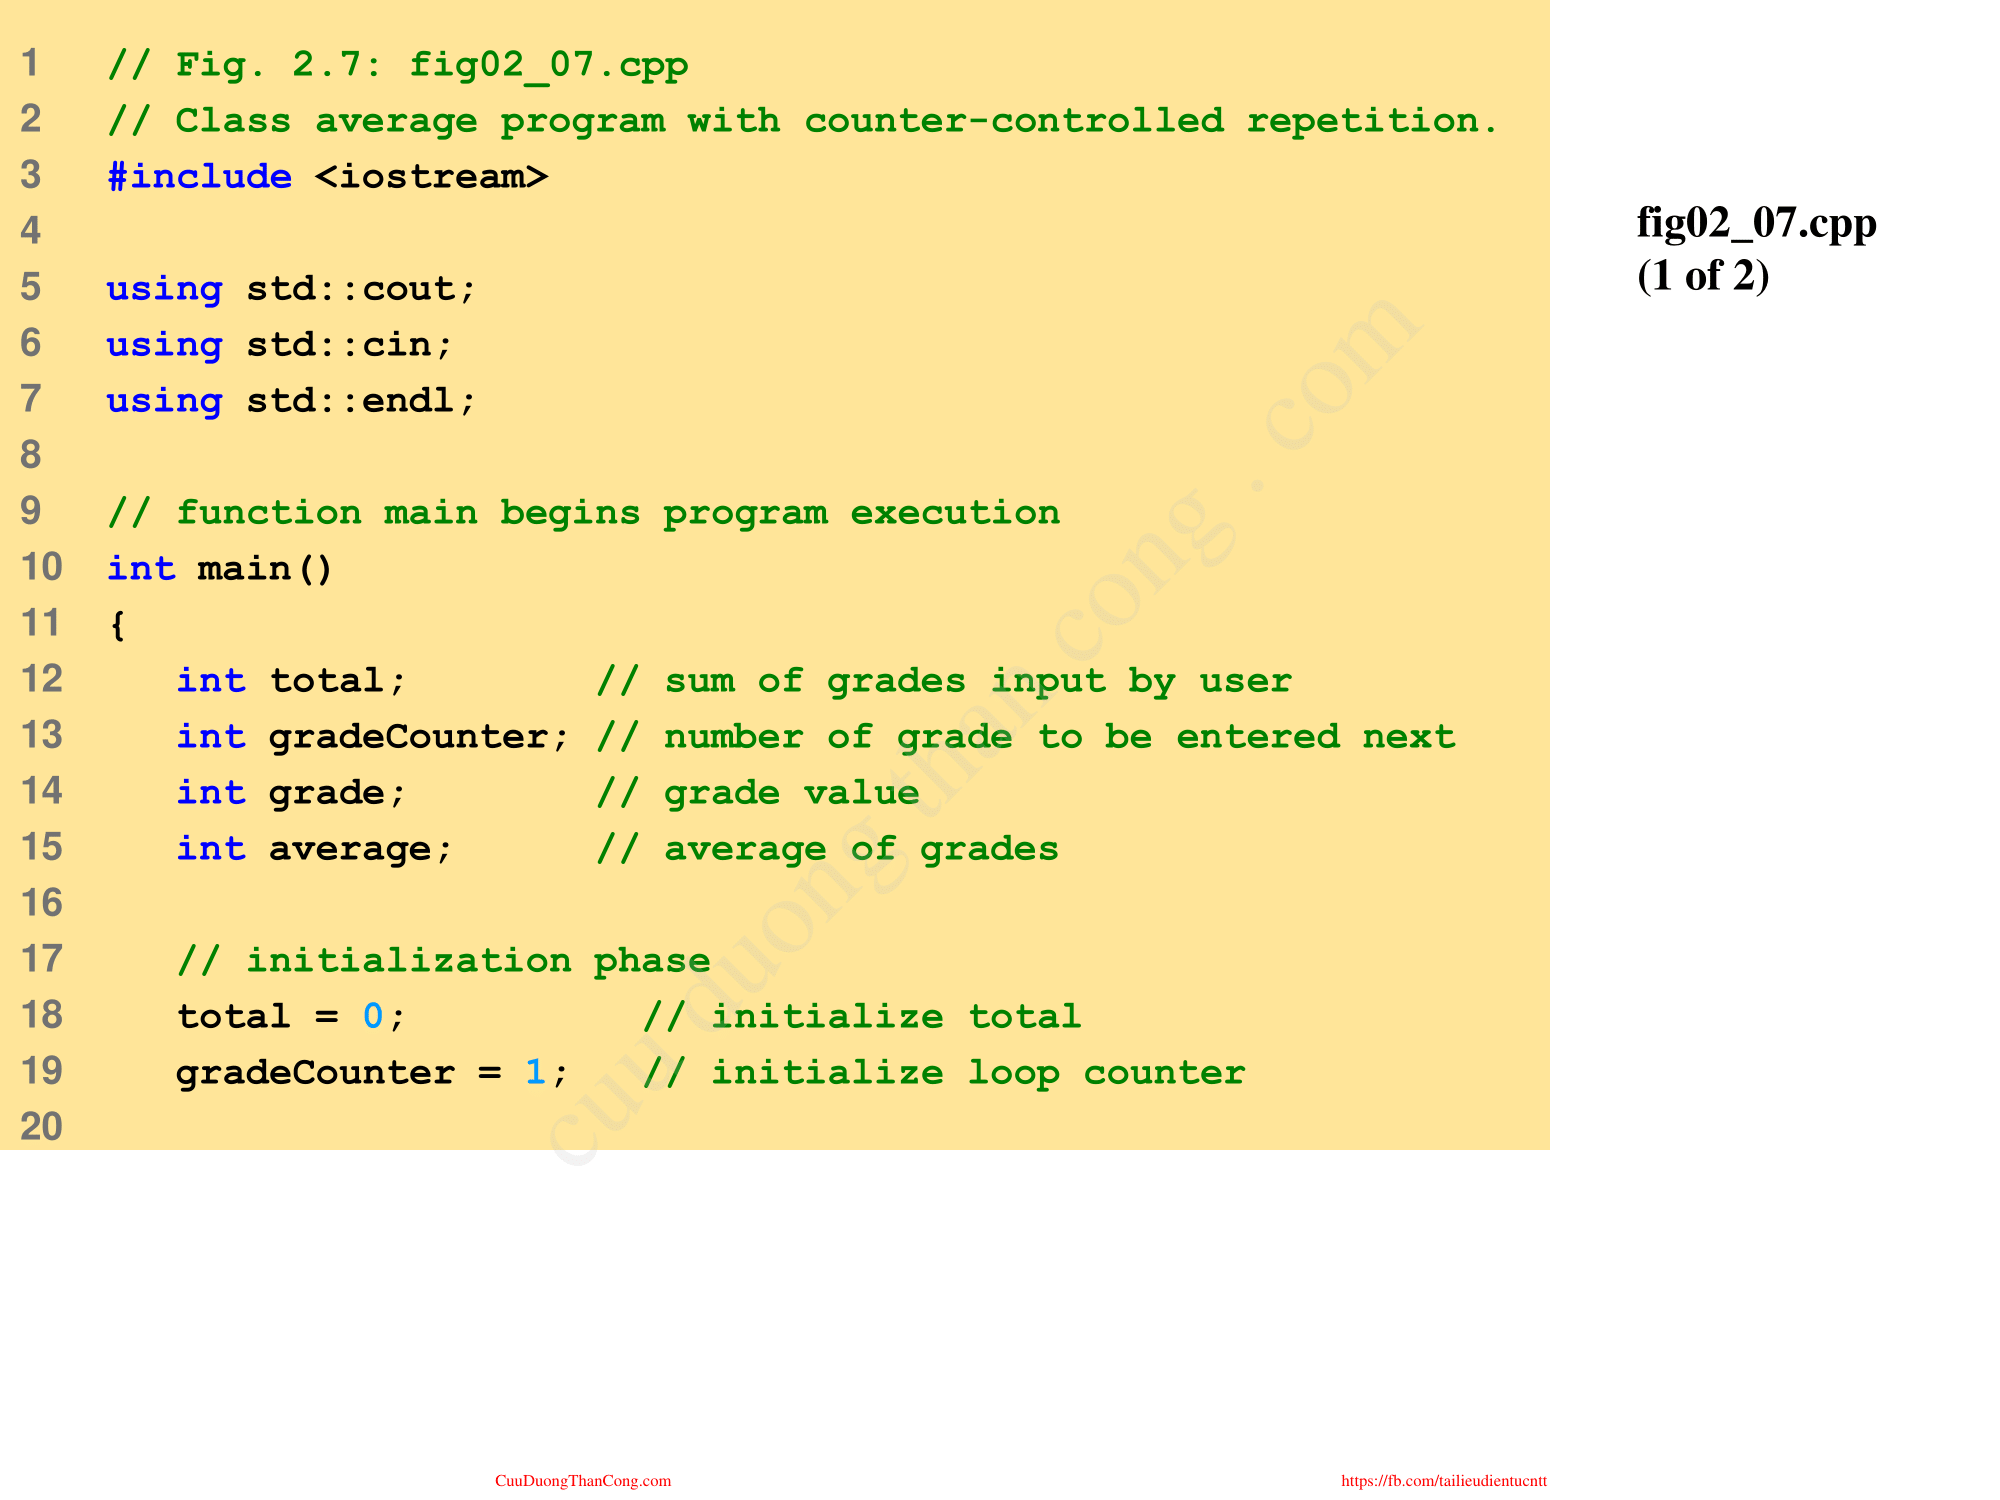 1 // Fig. 2.7: fig02_07.cpp
2 // Class average program with counter-controlled repetition.
3 #include <iostream>
4
5 using std::cout;
6 using std::cin;
7 using std::endl;
8
9 // function main begins program execution
10 int main()
11 {
12    int total;        // sum of grades input by user
13    int gradeCounter; // number of grade to be entered next
14    int grade;        // grade value
15    int average;      // average of grades
16
17    // initialization phase
18    total = 0;          // initialize total
19    gradeCounter = 1;   // initialize loop counter
20
fig02_07.cpp
(1 of 2)
cuu duong than cong . com
CuuDuongThanCong.com
https://fb.com/tailieudientucntt